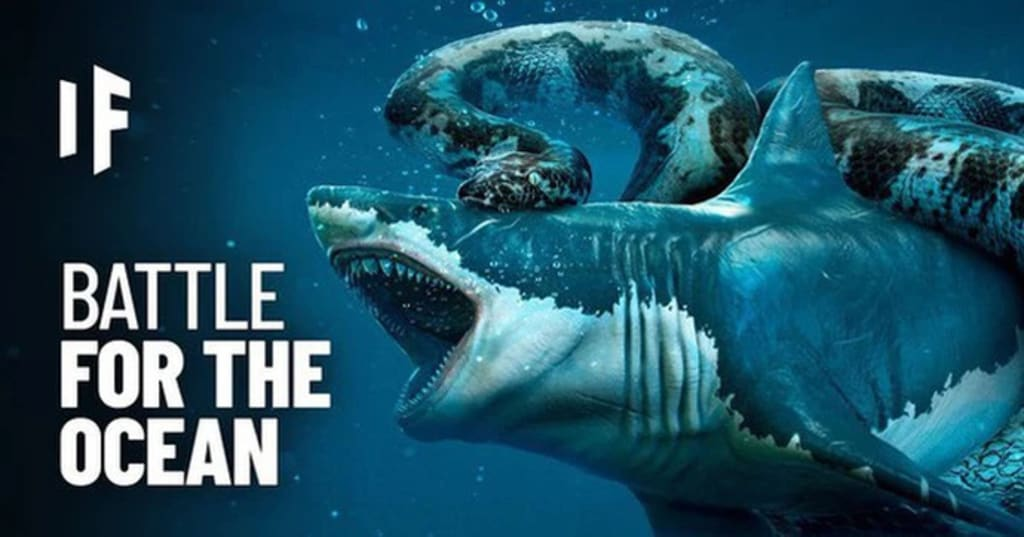 IF
BATTLE
FOR THE
OCEAN